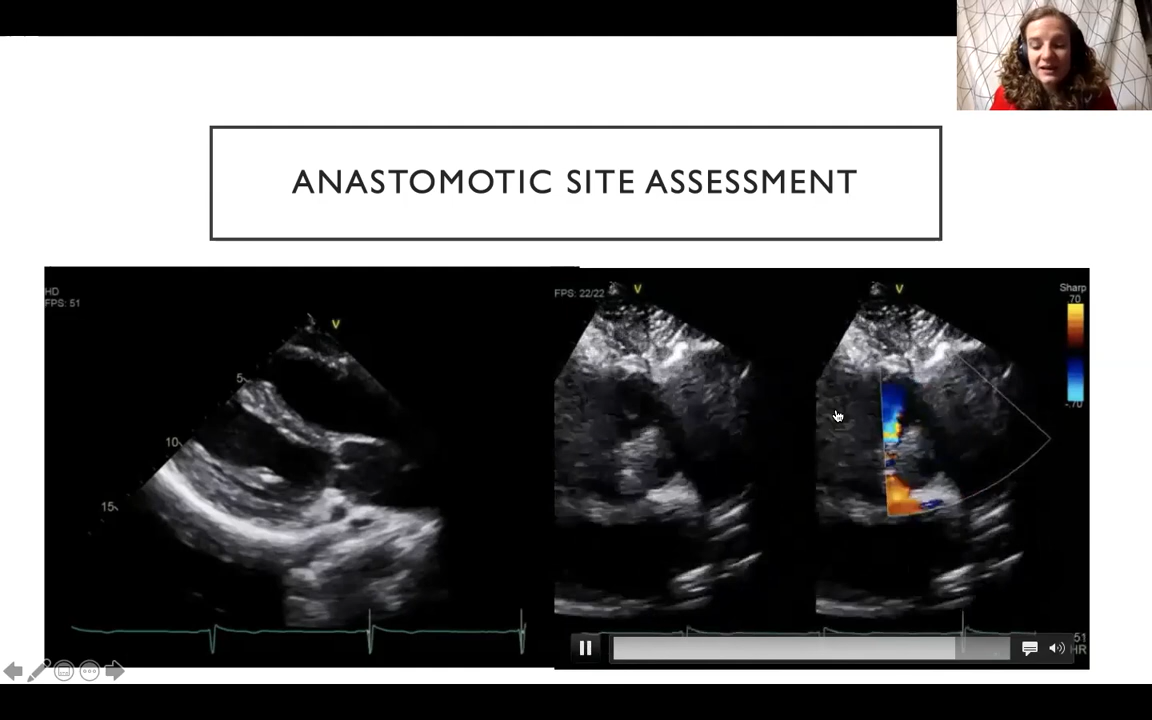 ANASTOMOTIC SITE ASSESSMENT
HD
FPS: 51
V
5
10
15
FPS: 22/22
V
V
Sharp
.70
-.70
51
HR